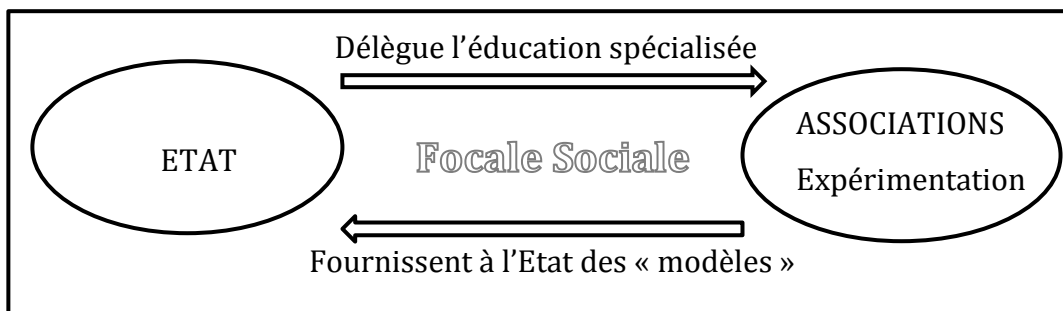 Délègue l’éducation spécialisée
ETAT
Focale Sociale
ASSOCIATIONS
Expérimentation
Fournissent à l’Etat des « modèles »